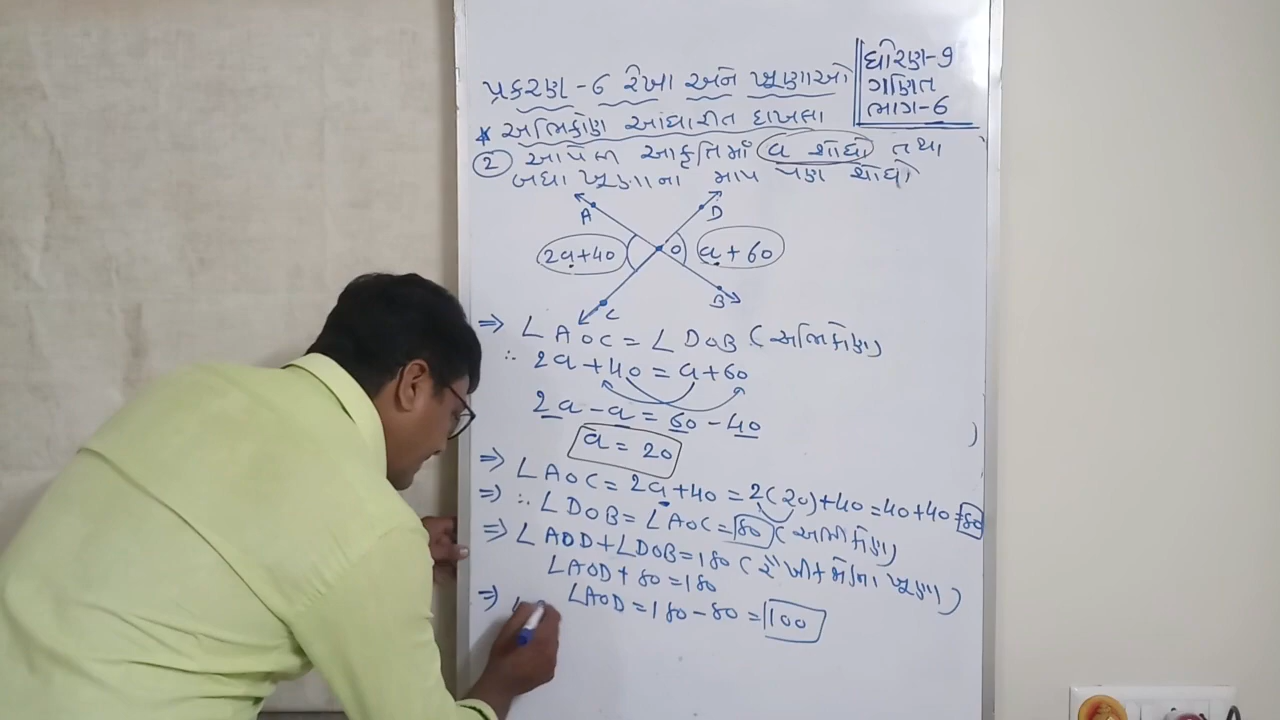 ધોરણ-9
ગણિત
ભાગ-6
પ્રકરણ-6 રેખા અને ખૂણાઓ
* અભિકોણ આધારીત દાખલા
② આપેલ આકૃતિમાં a શોધો તથા
બધા ખૂણાના માપ પણ શોધો
A D
2a+40 O a+60
C B
⇒ ∠AOC = ∠DOB (અભિકોણ)
∴ 2a+40 = a+60
2a-a = 60-40
a = 20
⇒ ∠AOC = 2a+40 = 2(20)+40 = 40+40 = 80
⇒ ∴ ∠DOB = ∠AOC = 80 (અભિકોણ)
⇒ ∠AOD + ∠DOB = 180 (રૈખીક જોડના ખૂણા)
∠AOD + 80 = 180
∠AOD = 180-80 = 100
⇒